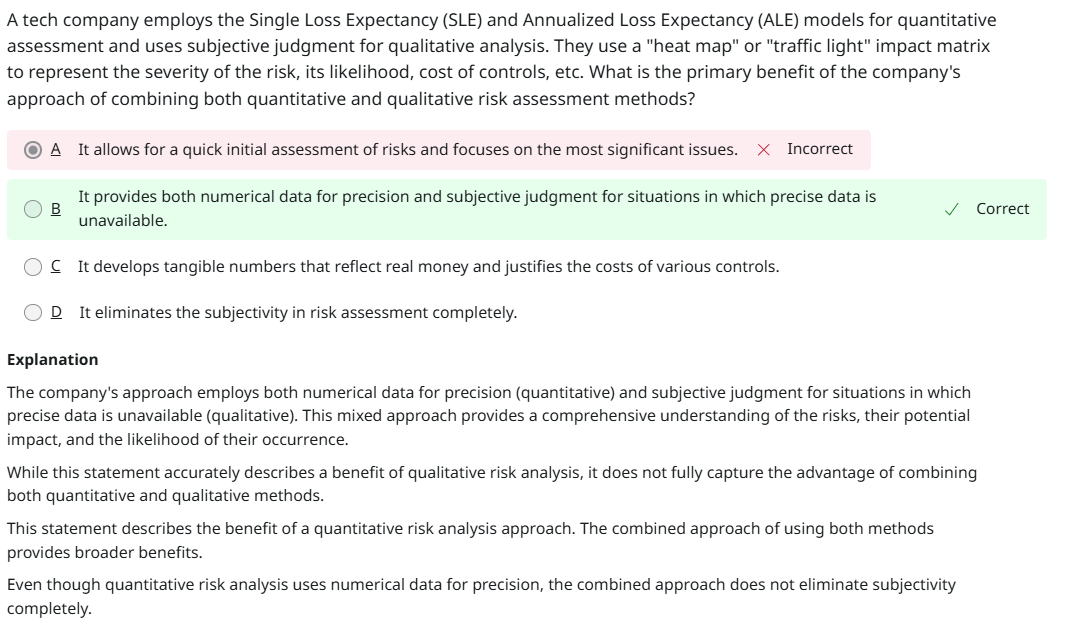 A tech company employs the Single Loss Expectancy (SLE) and Annualized Loss Expectancy (ALE) models for quantitative
assessment and uses subjective judgment for qualitative analysis. They use a "heat map" or "traffic light" impact matrix
to represent the severity of the risk, its likelihood, cost of controls, etc. What is the primary benefit of the company's
approach of combining both quantitative and qualitative risk assessment methods?
A It allows for a quick initial assessment of risks and focuses on the most significant issues. Incorrect
B It provides both numerical data for precision and subjective judgment for situations in which precise data is
unavailable. Correct
C It develops tangible numbers that reflect real money and justifies the costs of various controls.
D It eliminates the subjectivity in risk assessment completely.
Explanation
The company's approach employs both numerical data for precision (quantitative) and subjective judgment for situations in which
precise data is unavailable (qualitative). This mixed approach provides a comprehensive understanding of the risks, their potential
impact, and the likelihood of their occurrence.
While this statement accurately describes a benefit of qualitative risk analysis, it does not fully capture the advantage of combining
both quantitative and qualitative methods.
This statement describes the benefit of a quantitative risk analysis approach. The combined approach of using both methods
provides broader benefits.
Even though quantitative risk analysis uses numerical data for precision, the combined approach does not eliminate subjectivity
completely.